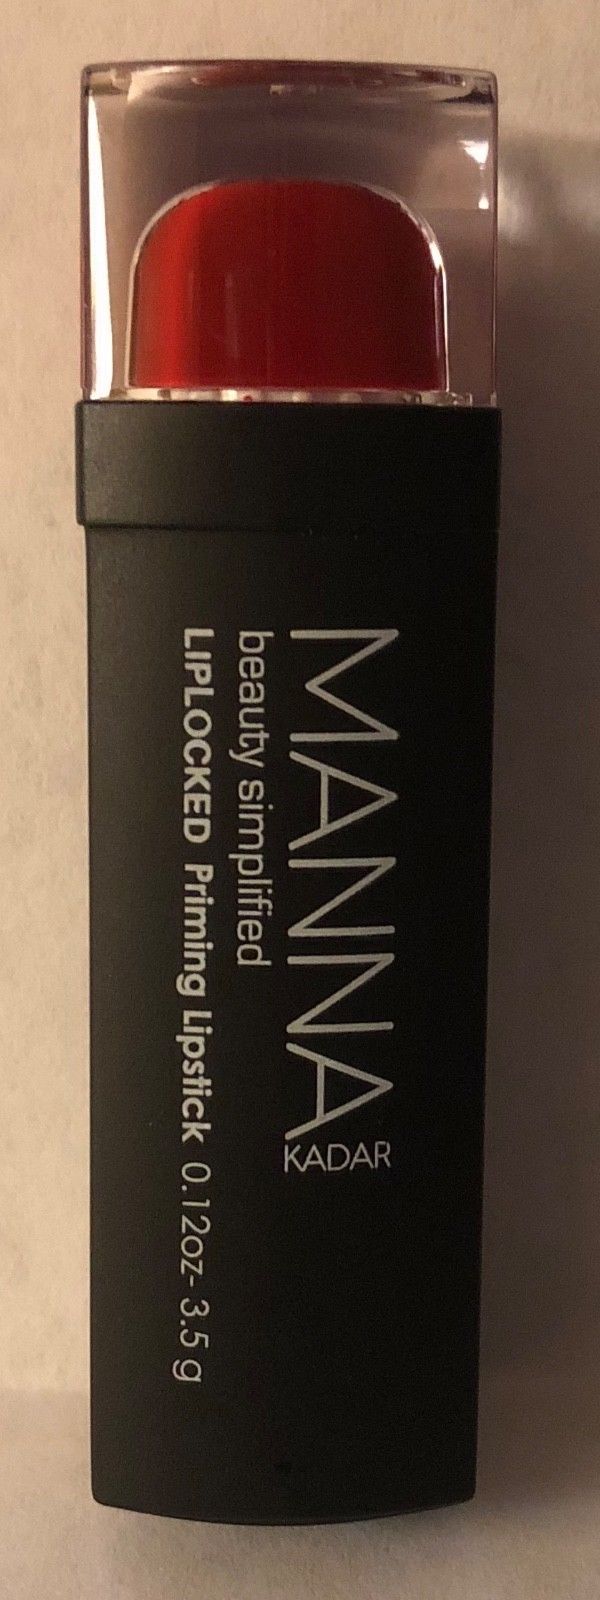 MANNA
KADAR
beauty simplified
LIPLOCKED Priming Lipstick 0.12oz- 3.5 g